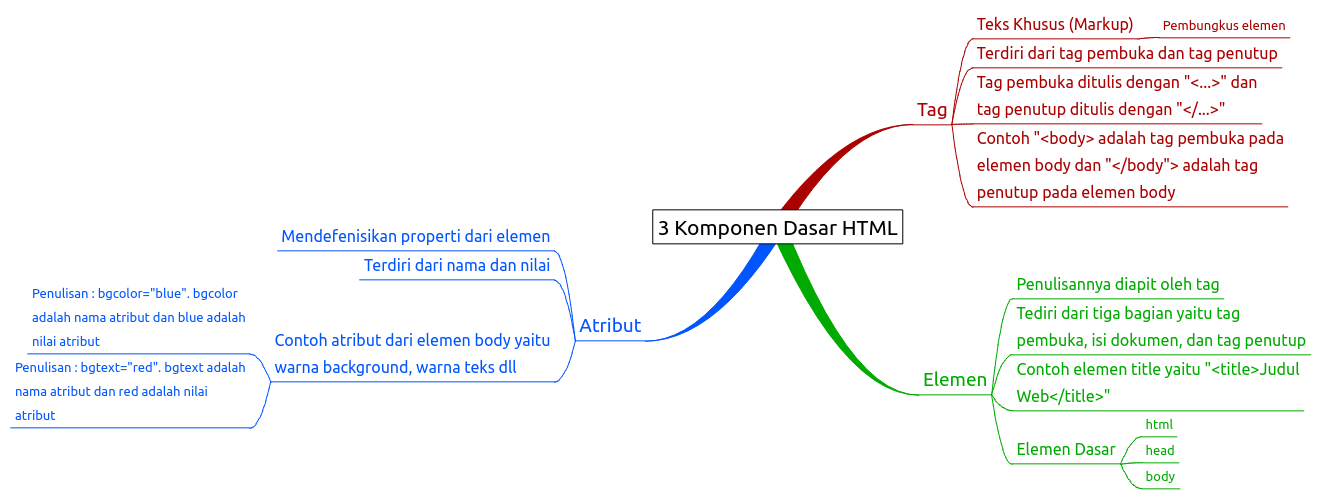 3 Komponen Dasar HTML
Tag
Teks Khusus (Markup)
Pembungkus elemen
Terdiri dari tag pembuka dan tag penutup
Tag pembuka ditulis dengan "<...>" dan
tag penutup ditulis dengan "</...>"
Contoh "<body> adalah tag pembuka pada
elemen body dan "</body"> adalah tag
penutup pada elemen body
Elemen
Penulisannya diapit oleh tag
Tediri dari tiga bagian yaitu tag
pembuka, isi dokumen, dan tag penutup
Contoh elemen title yaitu "<title>Judul
Web</title>"
Elemen Dasar
html
head
body
Atribut
Mendefenisikan properti dari elemen
Terdiri dari nama dan nilai
Contoh atribut dari elemen body yaitu
warna background, warna teks dll
Penulisan : bgcolor="blue". bgcolor
adalah nama atribut dan blue adalah
nilai atribut
Penulisan : bgtext="red". bgtext adalah
nama atribut dan red adalah nilai
atribut